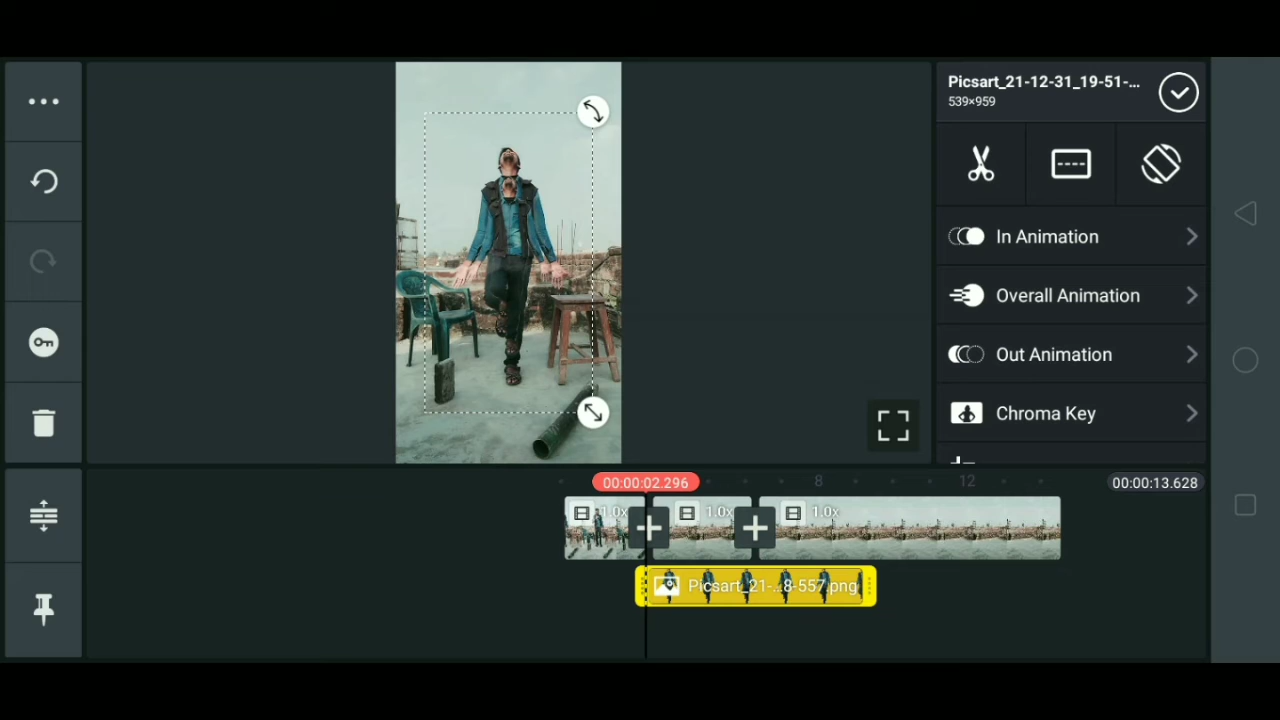 Picsart_21-12-31_19-51-...
539×959
In Animation
Overall Animation
Out Animation
Chroma Key
00:00:02.296
8
12
00:00:13.628
1.0x
1.0x
1.0x
Picsart_21-...8-557.png